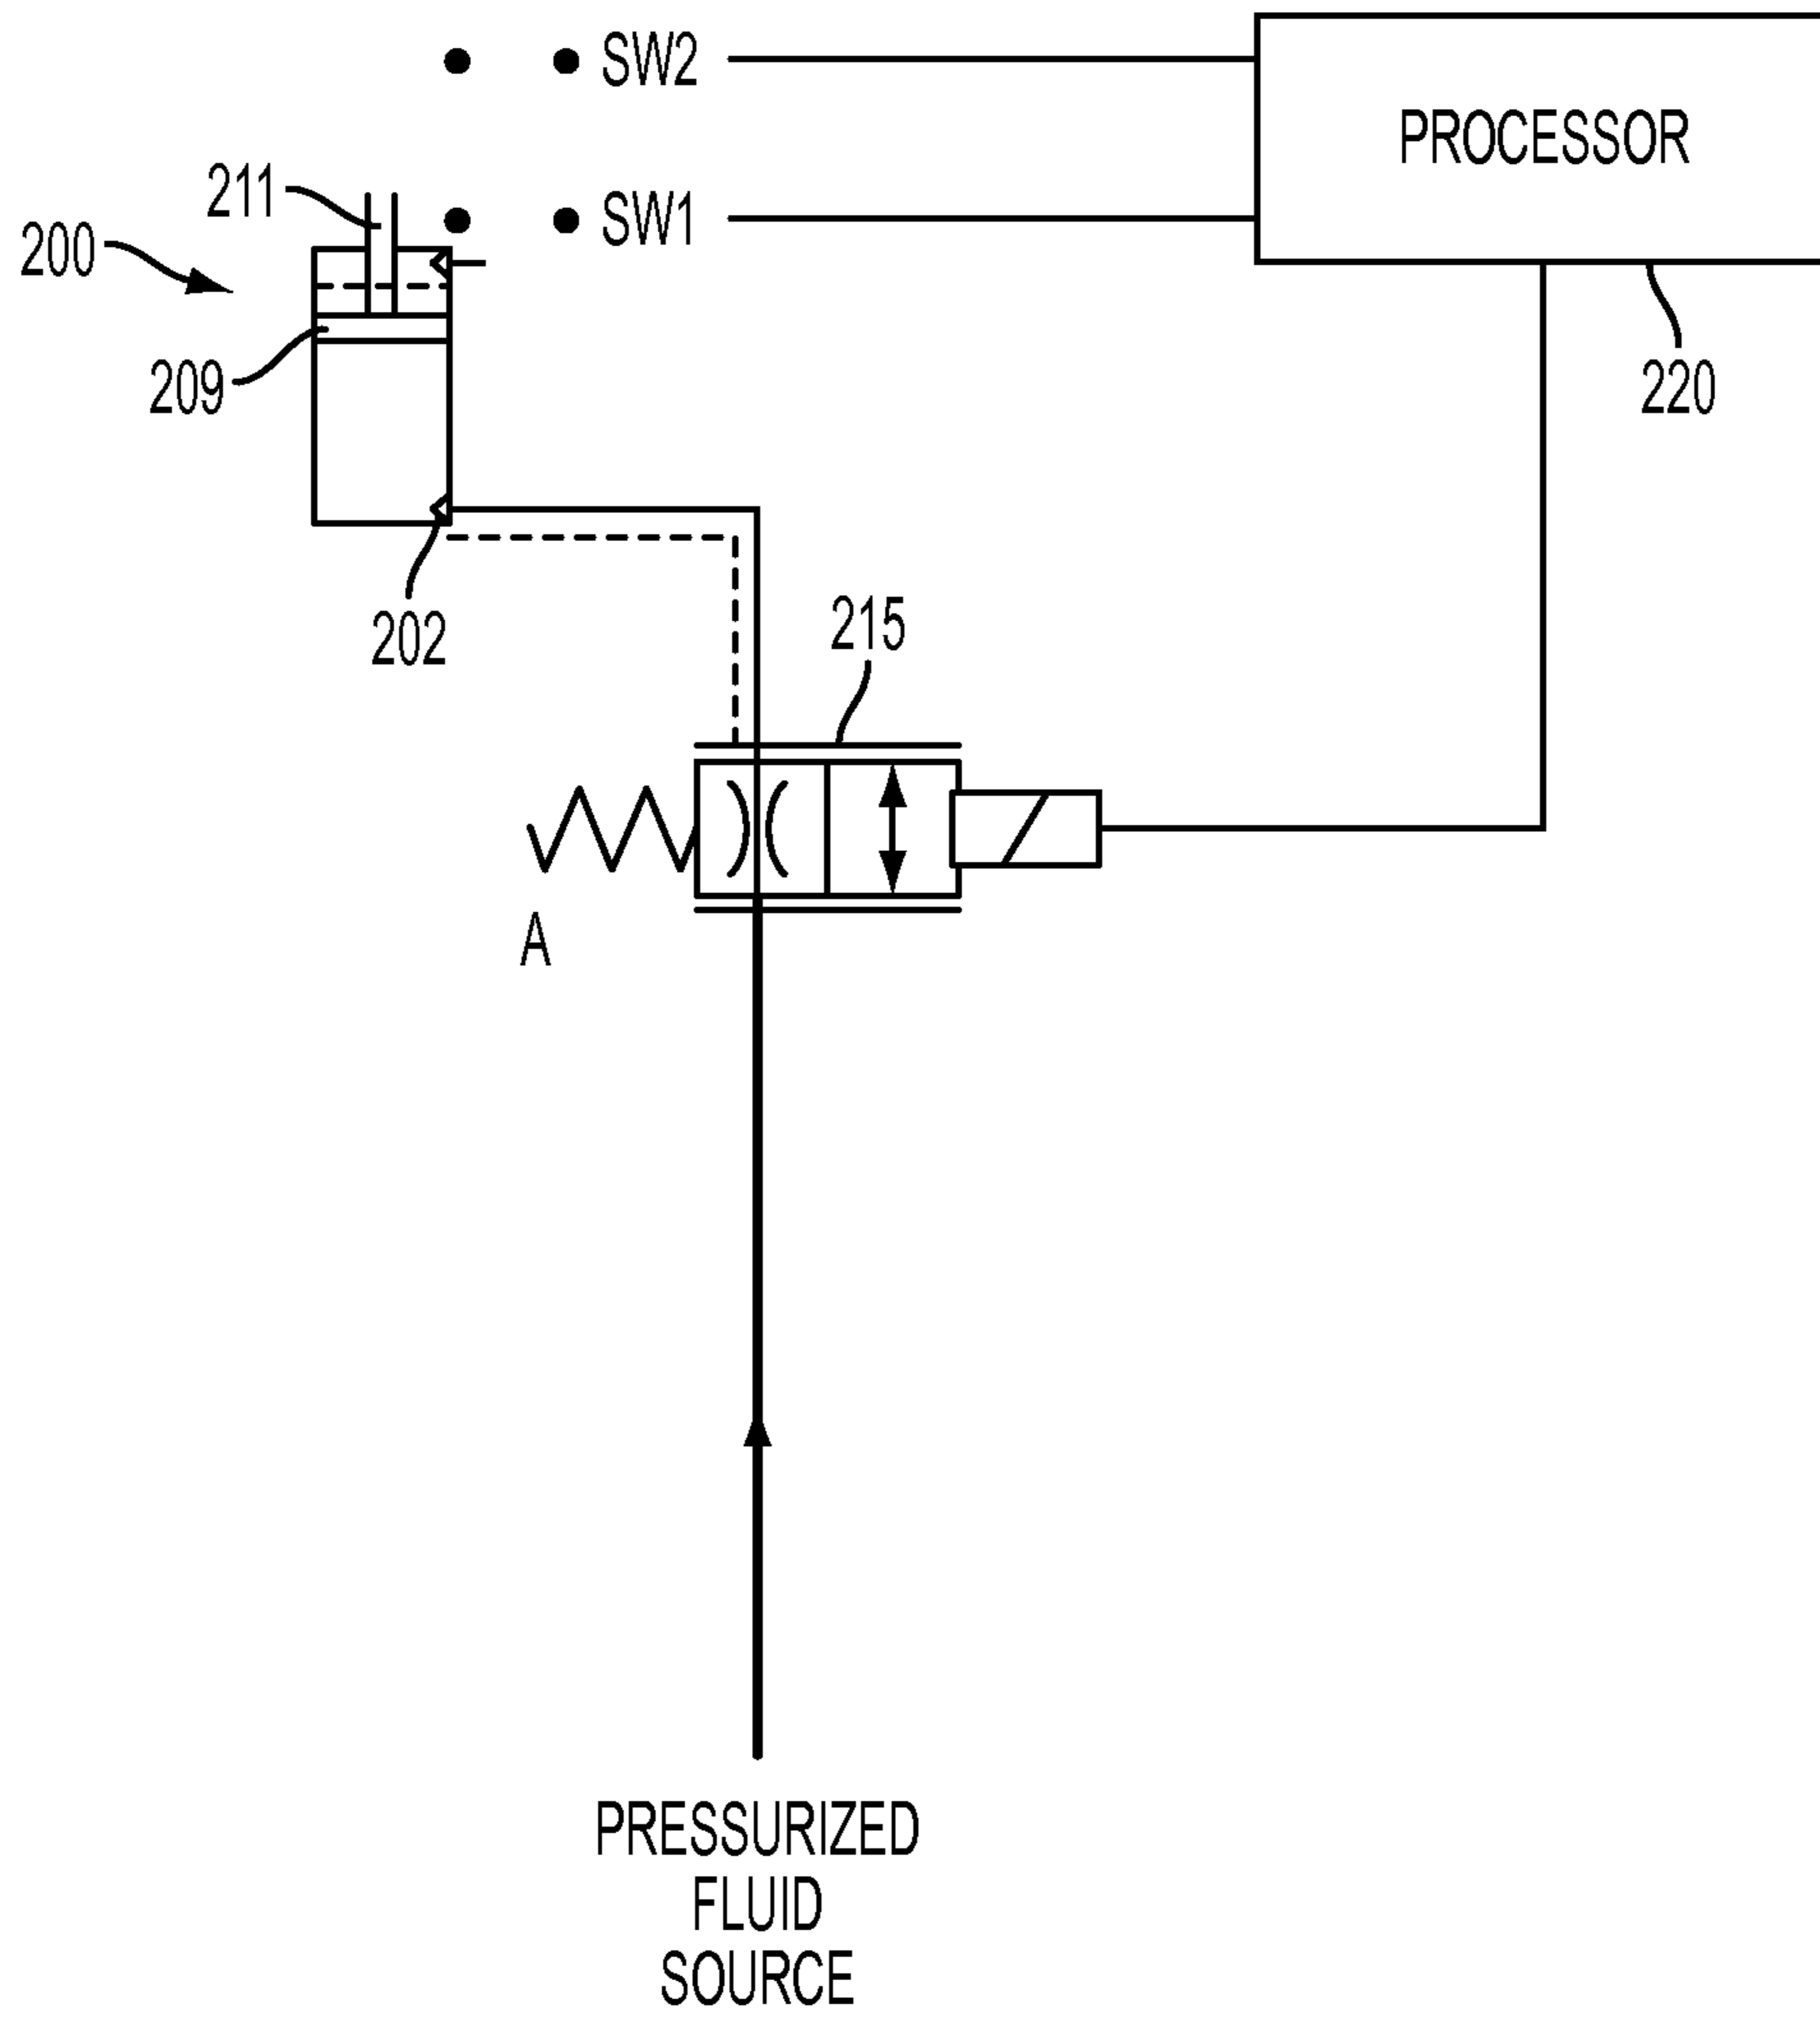 SW2
PROCESSOR
211
SW1
200
209
220
202
215
A
PRESSURIZED
FLUID
SOURCE